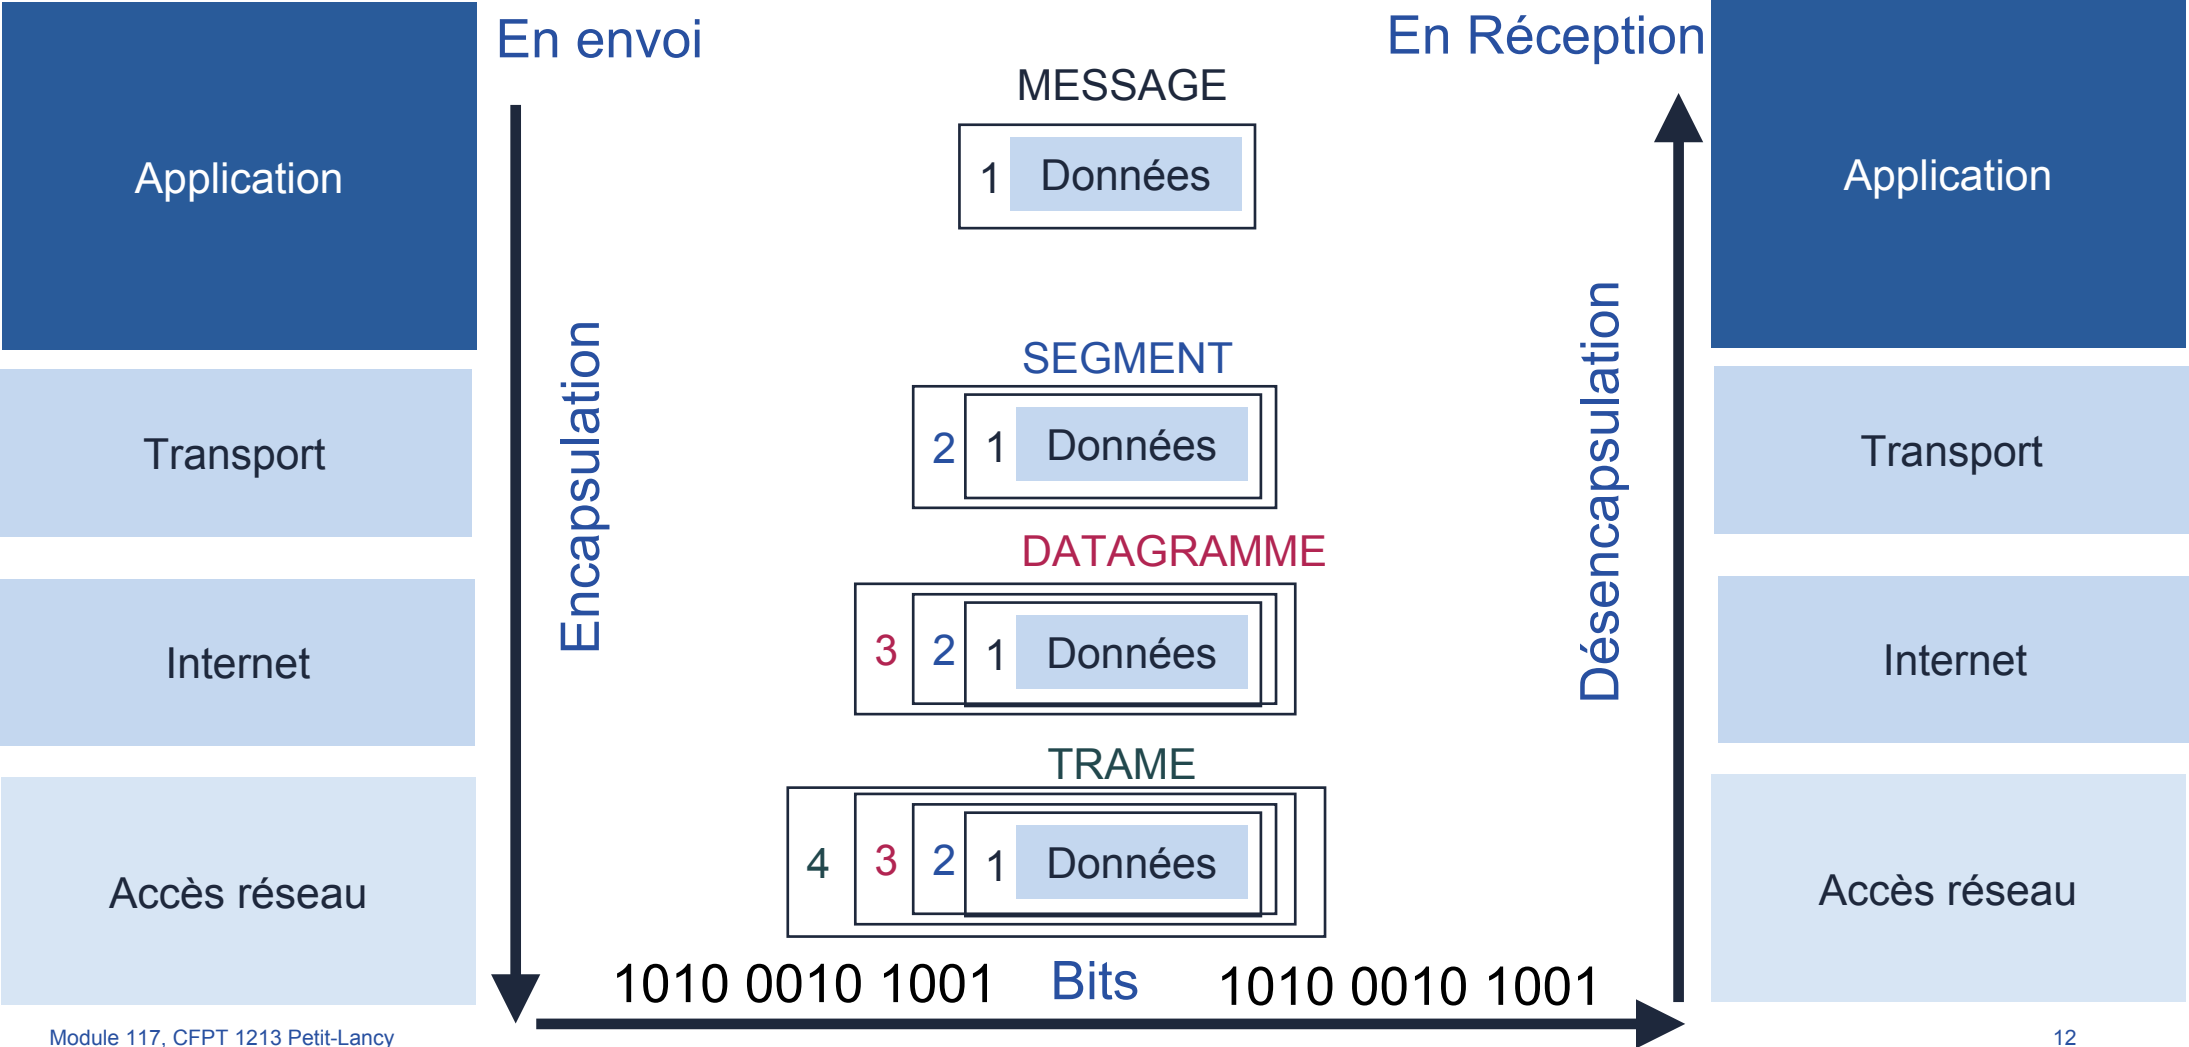 En envoi
En Réception
MESSAGE
Application
1 Données
Application
Encapsulation
Désencapsulation
SEGMENT
Transport
2 1 Données
Transport
DATAGRAMME
Internet
3 2 1 Données
Internet
TRAME
Accès réseau
4 3 2 1 Données
Accès réseau
1010 0010 1001 Bits 1010 0010 1001
Module 117, CFPT 1213 Petit-Lancy
12